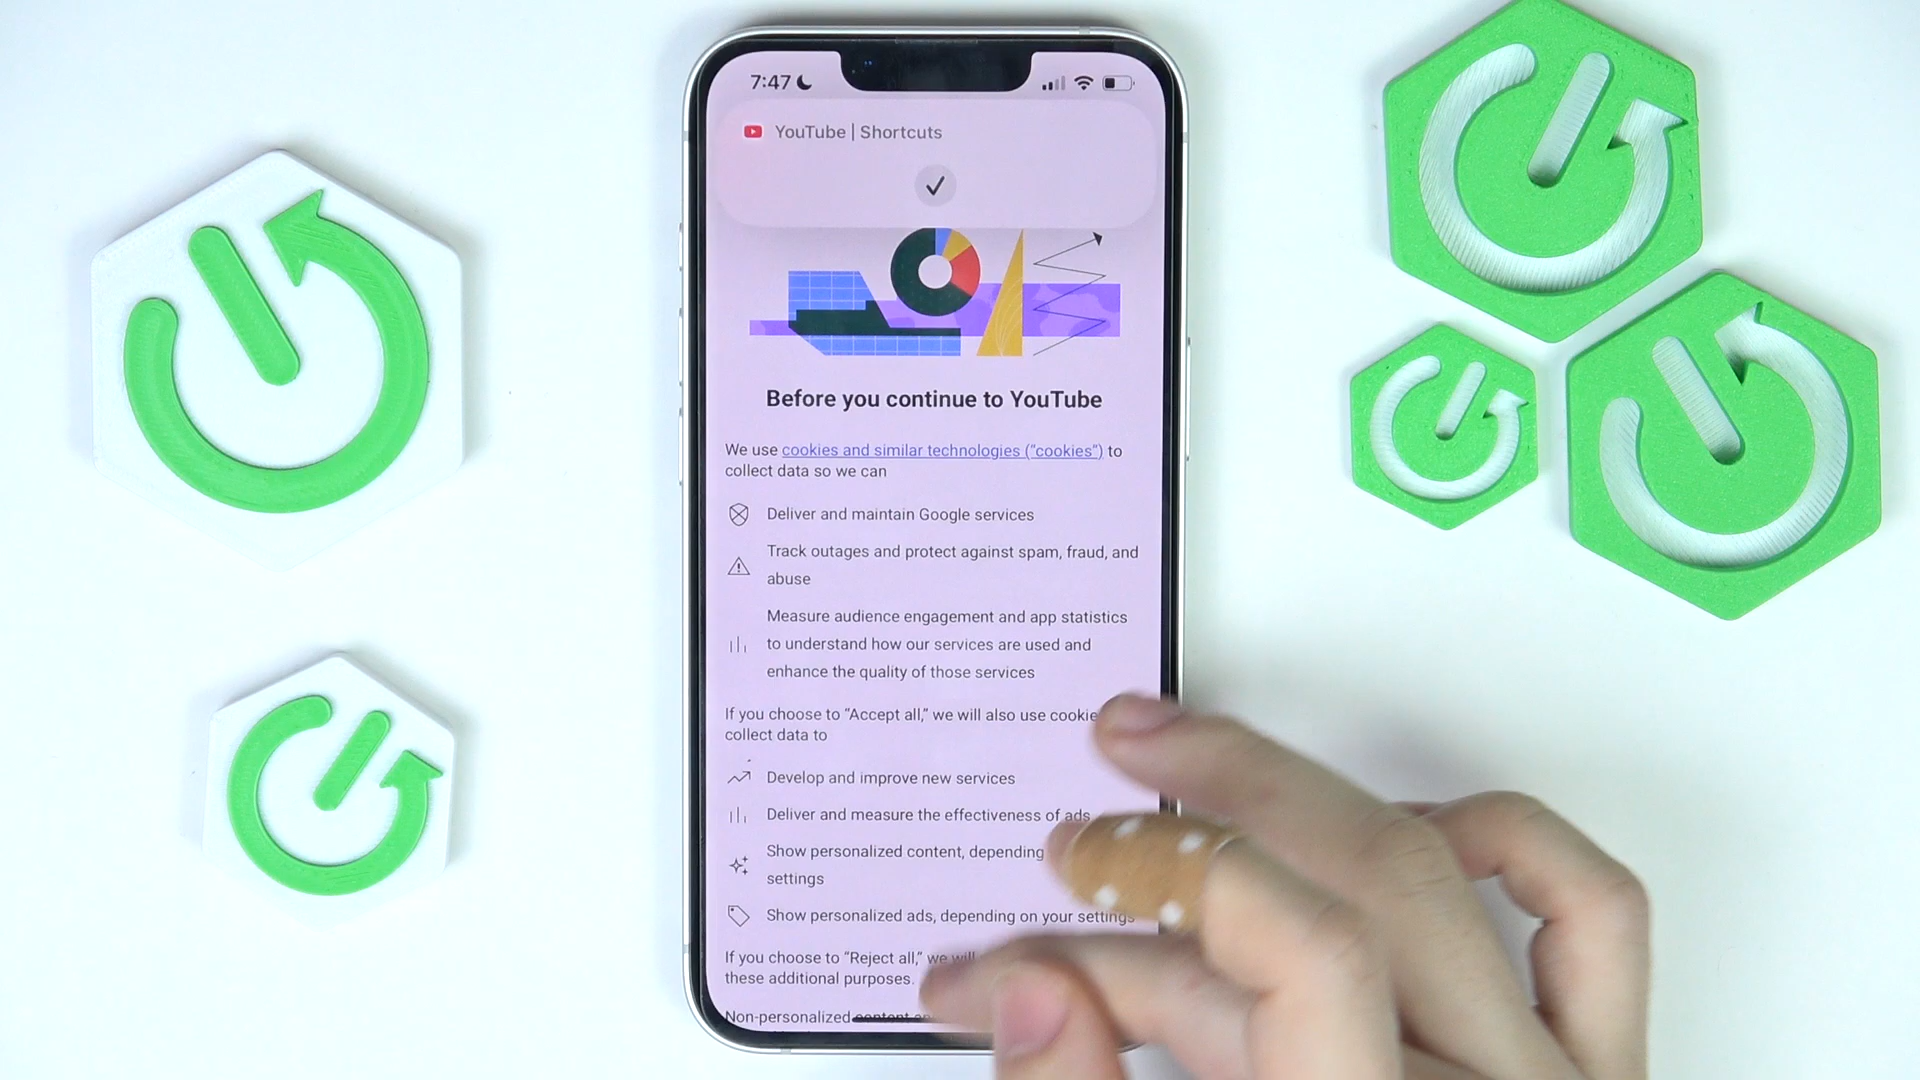 7:47
YouTube | Shortcuts
Before you continue to YouTube
We use cookies and similar technologies ("cookies") to
collect data so we can
Deliver and maintain Google services
Track outages and protect against spam, fraud, and
abuse
Measure audience engagement and app statistics
to understand how our services are used and
enhance the quality of those services
If you choose to “Accept all,” we will also use cookie
collect data to
Develop and improve new services
Deliver and measure the effectiveness of ads
Show personalized content, depending
settings
Show personalized ads, depending on your settings
If you choose to “Reject all,” we will
these additional purposes.
Non-personalized content